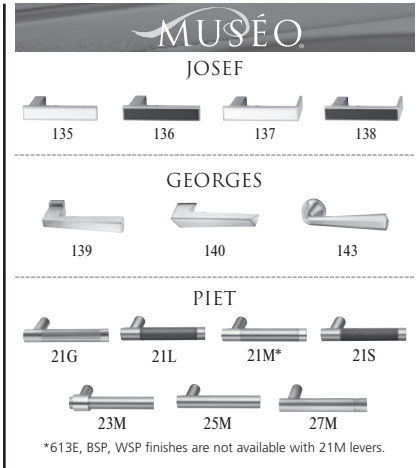 MUSÉO®
JOSEF
135 136 137 138
GEORGES
139 140 143
PIET
21G 21L 21M* 21S
23M 25M 27M
*613E, BSP, WSP finishes are not available with 21M levers.